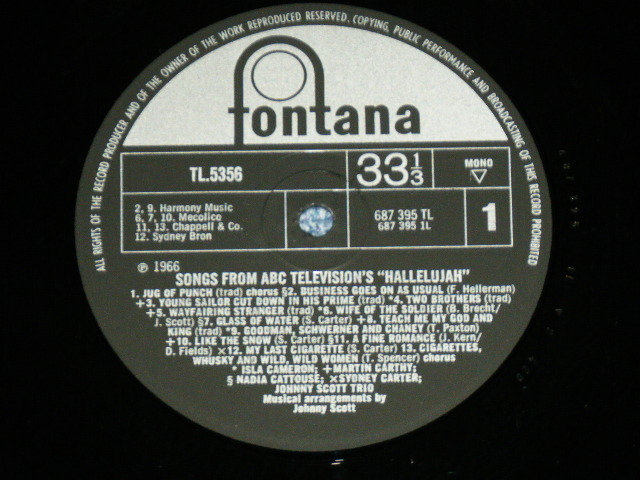 ALL RIGHTS OF THE RECORD PRODUCER AND OF THE OWNER OF THE WORK REPRODUCED RESERVED. COPYING, PUBLIC PERFORMANCE AND BROADCASTING OF THIS RECORD PROHIBITED
fontana
TL.5356
33 1/3
MONO
2, 9. Harmony Music
6, 7, 10. Mecolico
11, 13. Chappell & Co.
12. Sydney Bron
687 395 TL
687 395 1L
1
℗ 1966
SONGS FROM ABC TELEVISION'S "HALLELUJAH"
1. JUG OF PUNCH (trad) chorus §2. BUSINESS GOES ON AS USUAL (F. Hellerman)
+3. YOUNG SAILOR CUT DOWN IN HIS PRIME (trad) *4. TWO BROTHERS (trad)
+5. WAYFAIRING STRANGER (trad) *6. WIFE OF THE SOLDIER (B. Brecht/
J. Scott) §7. GLASS OF WATER (S. Carter) +8. TEACH ME MY GOD AND
KING (trad) *9. GOODMAN, SCHWERNER AND CHANEY (T. Paxton)
+10. LIKE THE SNOW (S. Carter) §11. A FINE ROMANCE (J. Kern/
D. Fields) ×12. MY LAST CIGARETTE (S. Carter) 13. CIGARETTES,
WHUSKY AND WILD, WILD WOMEN (T. Spencer) chorus
* ISLA CAMERON; +MARTIN CARTHY;
§ NADIA CATTOUSE; ×SYDNEY CARTER;
JOHNNY SCOTT TRIO
Musical arrangements by
Johnny Scott